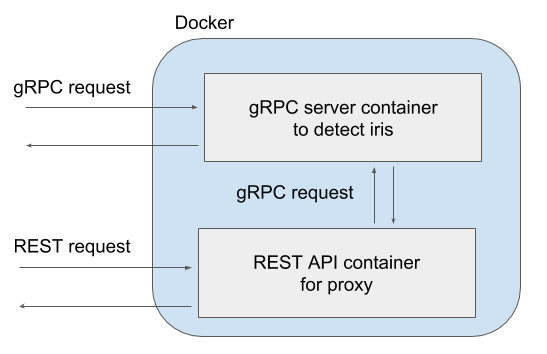 Docker
gRPC request
gRPC server container
to detect iris
gRPC request
REST request
REST API container
for proxy